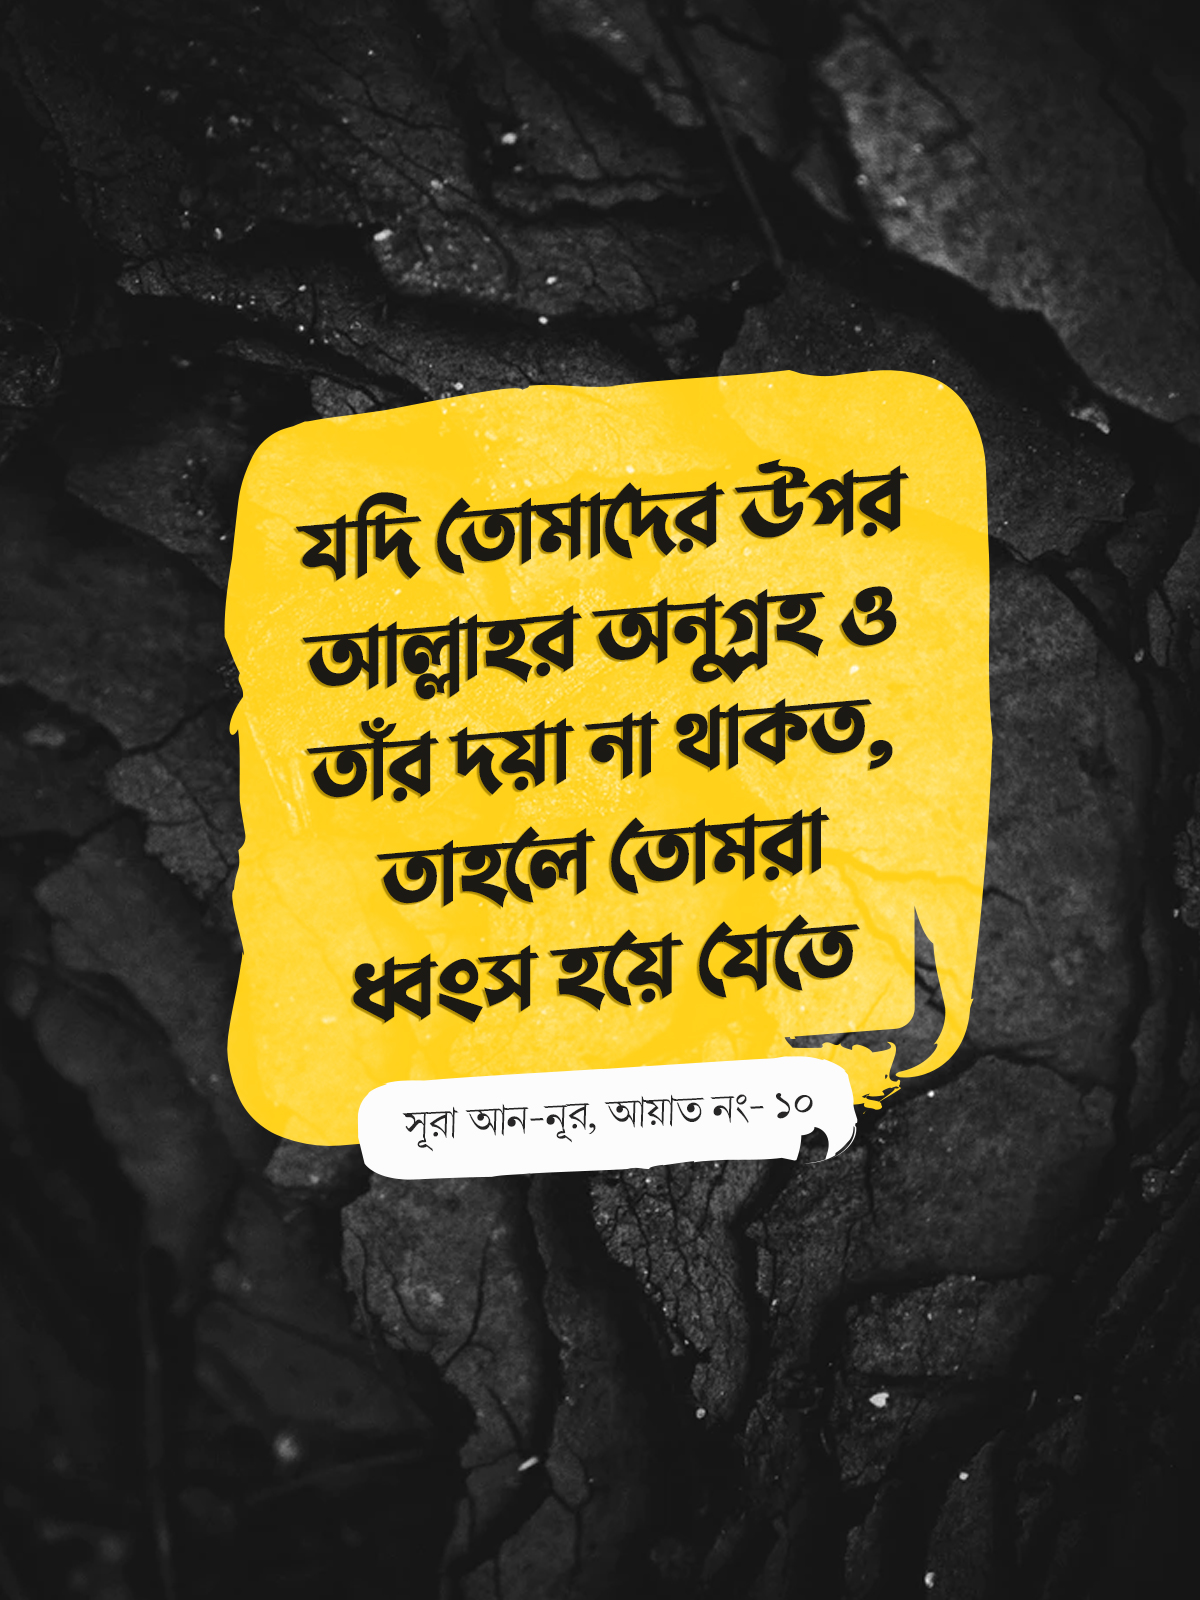 যদি তোমাদের উপর
আল্লাহর অনুগ্রহ ও
তাঁর দয়া না থাকত,
তাহলে তোমরা
ধ্বংস হয়ে যেতে
সূরা আন-নূর, আয়াত নং- ১০